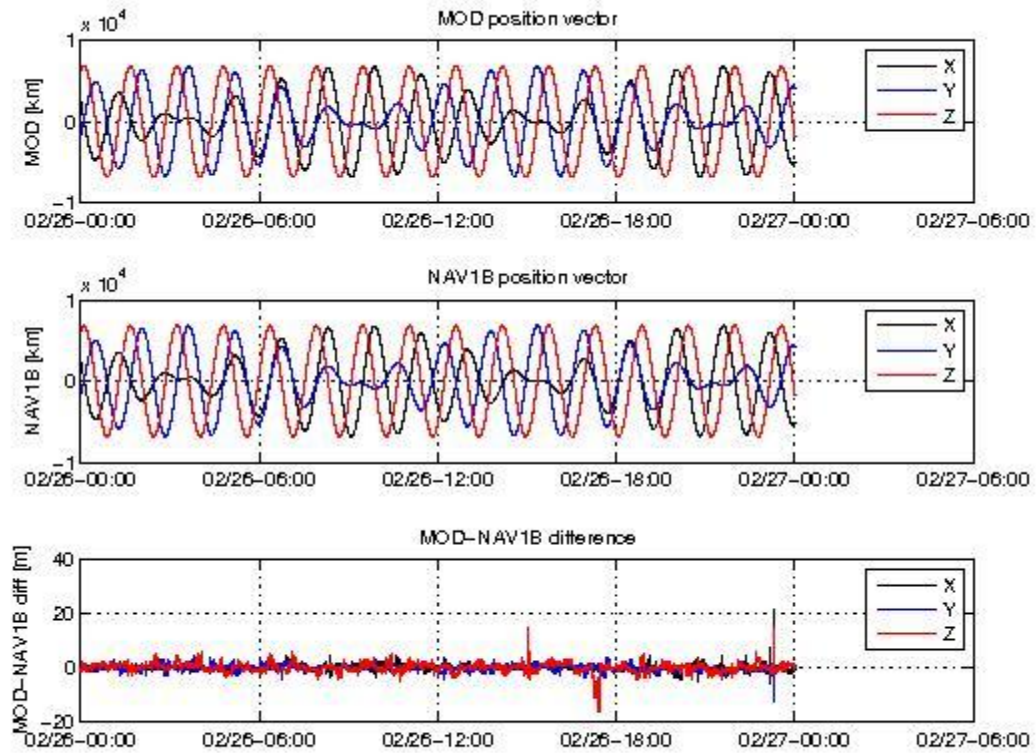 MOD position vector
x 10^4
1
0
−1
MOD [km]
X
Y
Z
02/26−00:00 02/26−06:00 02/26−12:00 02/26−18:00 02/27−00:00 02/27−06:00
NAV1B position vector
x 10^4
1
0
−1
NAV1B [km]
X
Y
Z
02/26−00:00 02/26−06:00 02/26−12:00 02/26−18:00 02/27−00:00 02/27−06:00
MOD−NAV1B difference
40
20
0
−20
MOD−NAV1B diff [m]
X
Y
Z
02/26−00:00 02/26−06:00 02/26−12:00 02/26−18:00 02/27−00:00 02/27−06:00